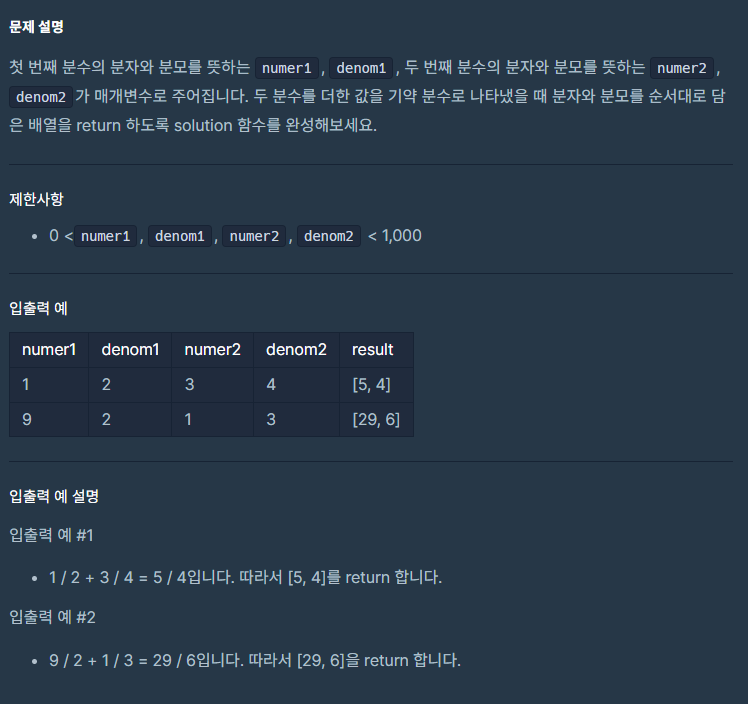 문제 설명
첫 번째 분수의 분자와 분모를 뜻하는 numer1, denom1, 두 번째 분수의 분자와 분모를 뜻하는 numer2,
denom2가 매개변수로 주어집니다. 두 분수를 더한 값을 기약 분수로 나타냈을 때 분자와 분모를 순서대로 담
은 배열을 return 하도록 solution 함수를 완성해보세요.
제한사항
• 0 <numer1, denom1, numer2, denom2 < 1,000
입출력 예
numer1 denom1 numer2 denom2 result
1 2 3 4 [5, 4]
9 2 1 3 [29, 6]
입출력 예 설명
입출력 예 #1
• 1 / 2 + 3 / 4 = 5 / 4입니다. 따라서 [5, 4]를 return 합니다.
입출력 예 #2
• 9 / 2 + 1 / 3 = 29 / 6입니다. 따라서 [29, 6]을 return 합니다.